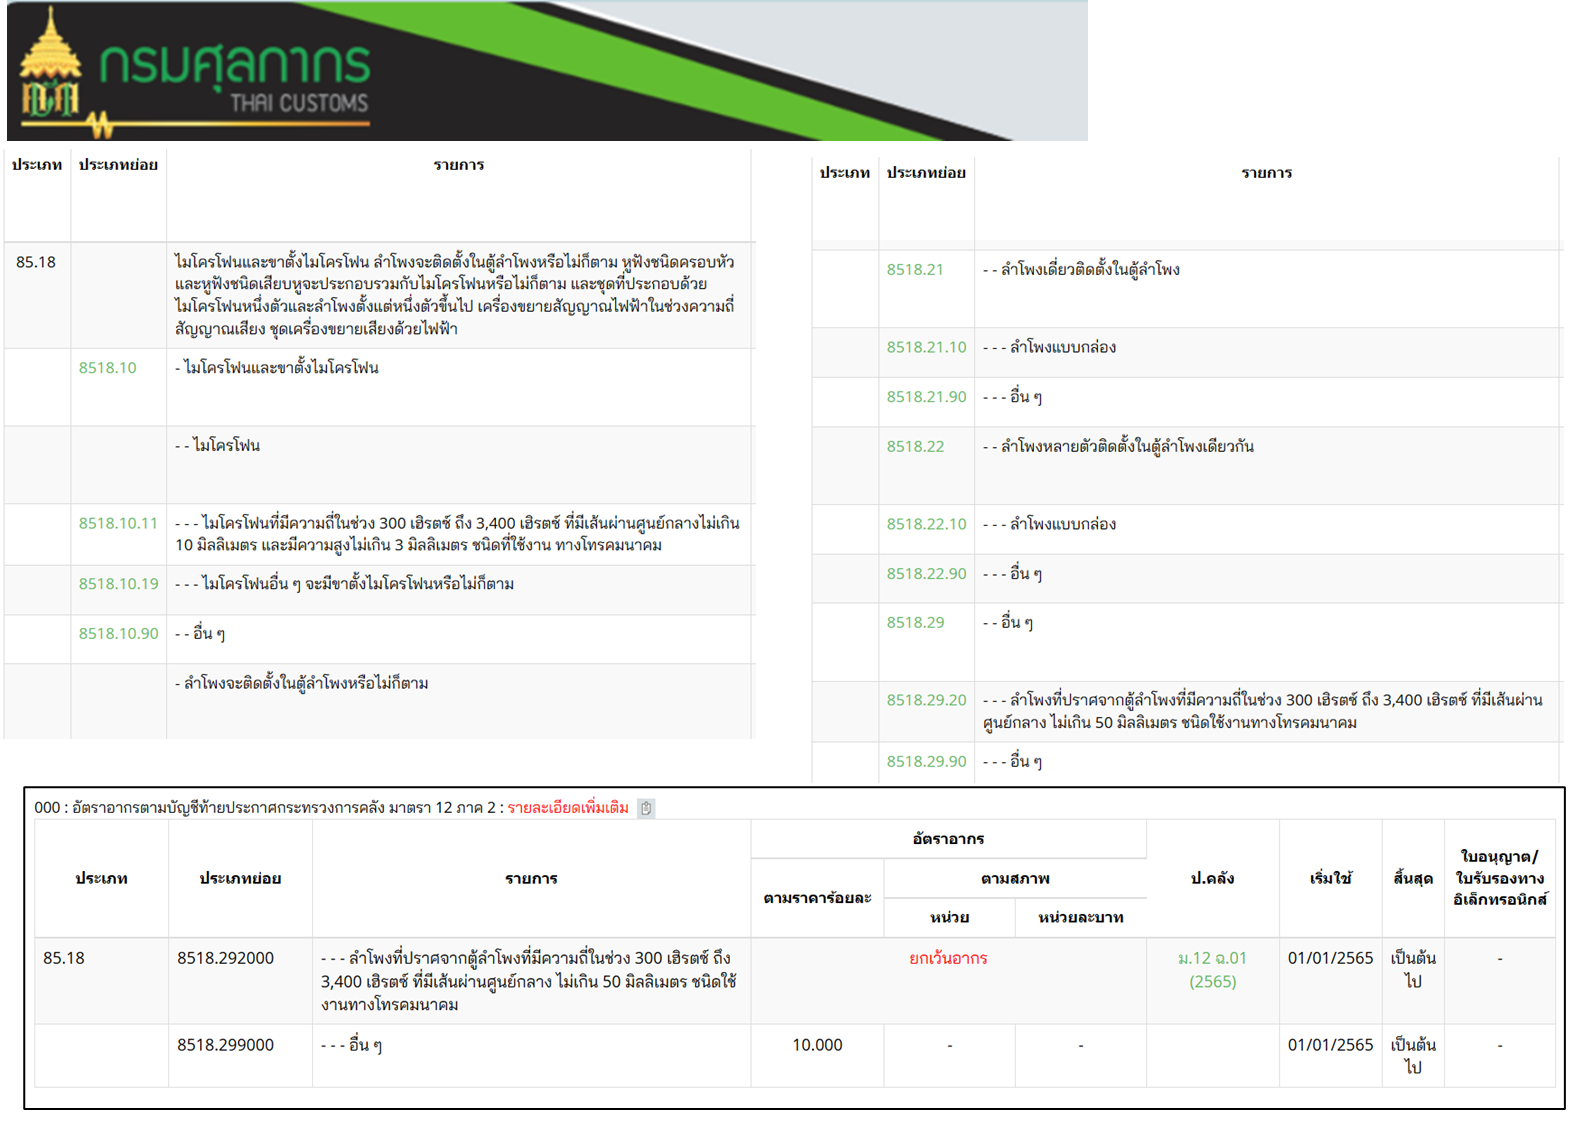 กรมศุลกากร
THAI CUSTOMS
ประเภท ประเภทย่อย รายการ
85.18 ไมโครโฟนและขาตั้งไมโครโฟน ลำโพงจะติดตั้งในตู้ลำโพงหรือไม่ก็ตาม หูฟังชนิดครอบหัว
และหูฟังชนิดเสียบหูจะประกอบรวมกับไมโครโฟนหรือไม่ก็ตาม และชุดที่ประกอบด้วย
ไมโครโฟนหนึ่งตัวและลำโพงตั้งแต่หนึ่งตัวขึ้นไป เครื่องขยายสัญญาณไฟฟ้าในช่วงความถี่
สัญญาณเสียง ชุดเครื่องขยายเสียงด้วยไฟฟ้า
8518.10 - ไมโครโฟนและขาตั้งไมโครโฟน
- - ไมโครโฟน
8518.10.11 - - - ไมโครโฟนที่มีความถี่ในช่วง 300 เฮิรตซ์ ถึง 3,400 เฮิรตซ์ ที่มีเส้นผ่านศูนย์กลางไม่เกิน
10 มิลลิเมตร และมีความสูงไม่เกิน 3 มิลลิเมตร ชนิดที่ใช้งาน ทางโทรคมนาคม
8518.10.19 - - - ไมโครโฟนอื่น ๆ จะมีขาตั้งไมโครโฟนหรือไม่ก็ตาม
8518.10.90 - - อื่น ๆ
- ลำโพงจะติดตั้งในตู้ลำโพงหรือไม่ก็ตาม
ประเภท ประเภทย่อย รายการ
8518.21 - - ลำโพงเดี่ยวติดตั้งในตู้ลำโพง
8518.21.10 - - - ลำโพงแบบกล่อง
8518.21.90 - - - อื่น ๆ
8518.22 - - ลำโพงหลายตัวติดตั้งในตู้ลำโพงเดียวกัน
8518.22.10 - - - ลำโพงแบบกล่อง
8518.22.90 - - - อื่น ๆ
8518.29 - - อื่น ๆ
8518.29.20 - - - ลำโพงที่ปราศจากตู้ลำโพงที่มีความถี่ในช่วง 300 เฮิรตซ์ ถึง 3,400 เฮิรตซ์ ที่มีเส้นผ่าน
ศูนย์กลาง ไม่เกิน 50 มิลลิเมตร ชนิดใช้งานทางโทรคมนาคม
8518.29.90 - - - อื่น ๆ
000 : อัตราอากรตามบัญชีท้ายประกาศกระทรวงการคลัง มาตรา 12 ภาค 2 : รายละเอียดเพิ่มเติม
ประเภท ประเภทย่อย รายการ อัตราอากร ป.คลัง เริ่มใช้ สิ้นสุด ใบอนุญาต/
ใบรับรองทาง
อิเล็กทรอนิกส์
ตามราคาร้อยละ ตามสภาพ
หน่วย หน่วยละบาท
85.18 8518.292000 - - - ลำโพงที่ปราศจากตู้ลำโพงที่มีความถี่ในช่วง 300 เฮิรตซ์ ถึง ยกเว้นอากร ม.12 ฉ.01 01/01/2565 เป็นต้น -
3,400 เฮิรตซ์ ที่มีเส้นผ่านศูนย์กลาง ไม่เกิน 50 มิลลิเมตร ชนิดใช้ (2565) ไป
งานทางโทรคมนาคม
8518.299000 - - - อื่น ๆ 10.000 - - 01/01/2565 เป็นต้น -
ไป